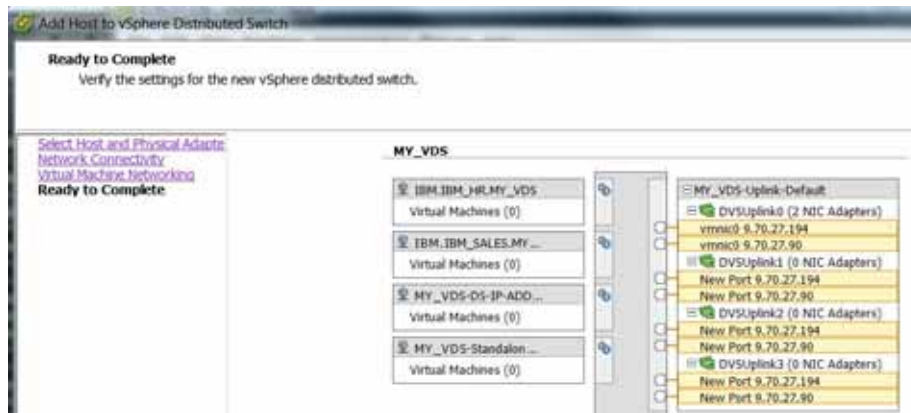 Add Host to vSphere Distributed Switch
Ready to Complete
Verify the settings for the new vSphere distributed switch.
Select Host and Physical Adapte
Network Connectivity
Virtual Machine Networking
Ready to Complete
MY_VDS
IBM.IBM_HR.MY_VDS
Virtual Machines (0)
IBM.IBM_SALES.MY_...
Virtual Machines (0)
MY_VDS-DS-IP-ADD...
Virtual Machines (0)
MY_VDS-Standalon...
Virtual Machines (0)
MY_VDS-Uplink-Default
DVSUplink0 (2 NIC Adapters)
vmnic0 9.70.27.194
vmnic0 9.70.27.90
DVSUplink1 (0 NIC Adapters)
New Port 9.70.27.194
New Port 9.70.27.90
DVSUplink2 (0 NIC Adapters)
New Port 9.70.27.194
New Port 9.70.27.90
DVSUplink3 (0 NIC Adapters)
New Port 9.70.27.194
New Port 9.70.27.90